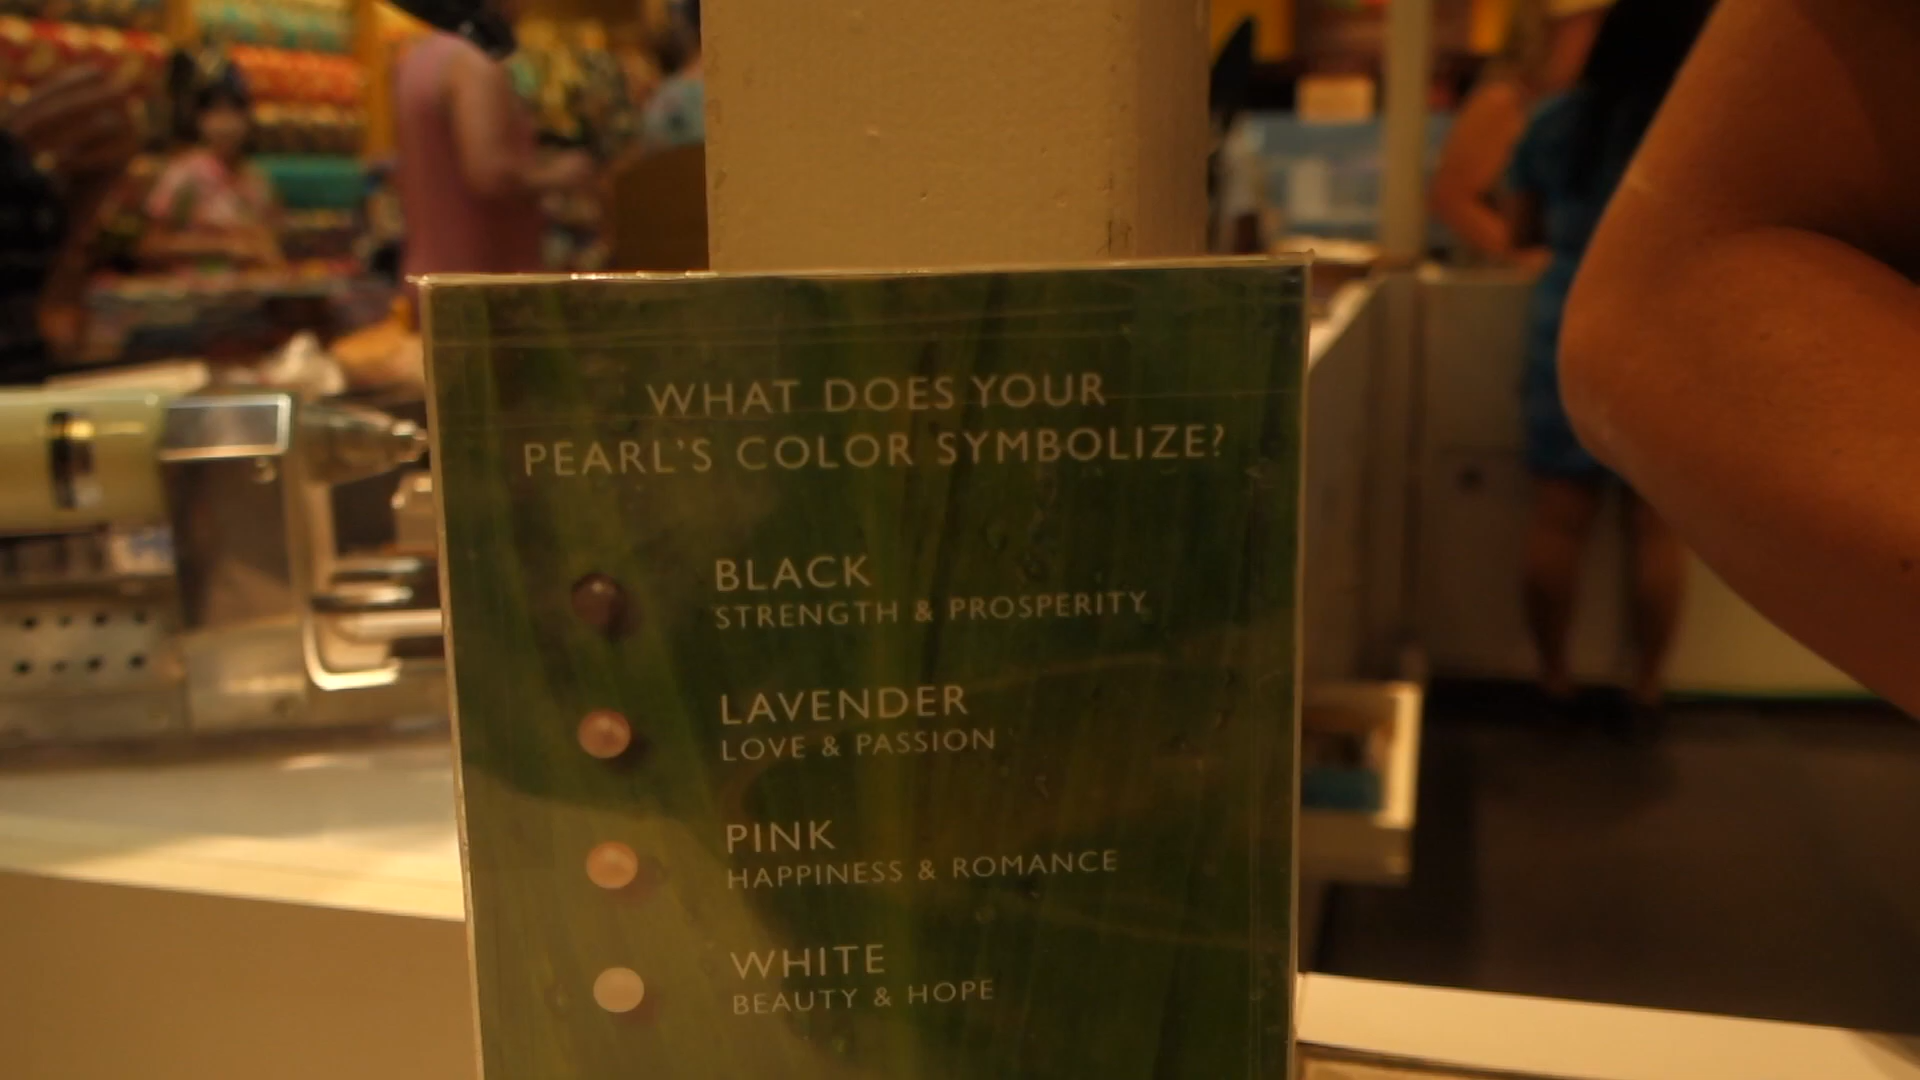 WHAT DOES YOUR
PEARL'S COLOR SYMBOLIZE?
BLACK
STRENGTH & PROSPERITY
LAVENDER
LOVE & PASSION
PINK
HAPPINESS & ROMANCE
WHITE
BEAUTY & HOPE